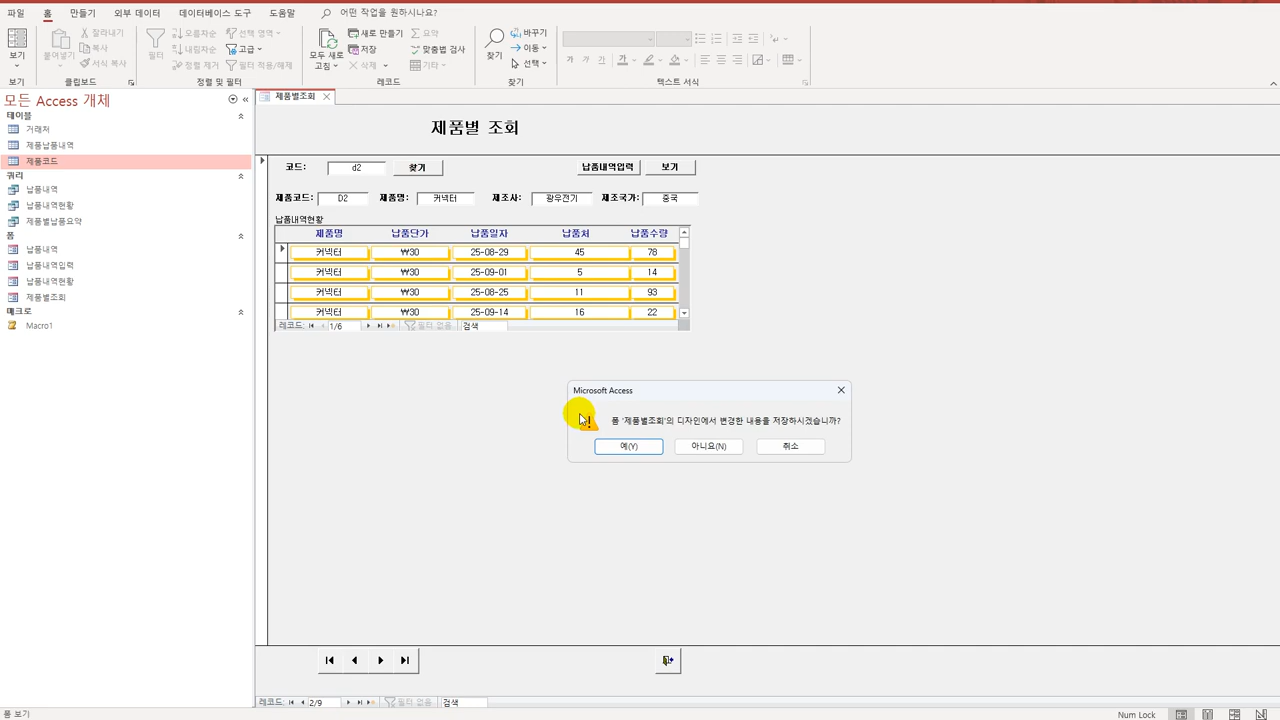 파일 홈 만들기 외부 데이터 데이터베이스 도구 도움말 어떤 작업을 원하시나요?
보기
붙여넣기
잘라내기
복사
서식 복사
클립보드
필터
오름차순
내림차순
정렬 제거
선택 영역
고급
필터 적용/해제
정렬 및 필터
모두 새로
고침
새로 만들기
저장
삭제
요약
맞춤법 검사
기타
레코드
찾기
바꾸기
이동
선택
찾기
가 가 가 가
텍스트 서식
모든 Access 개체
테이블
거래처
제품납품내역
제품코드
쿼리
납품내역
납품내역현황
제품별납품요약
폼
납품내역
납품내역입력
납품내역현황
제품별조회
매크로
Macro1
제품별조회
제품별 조회
코드: d2 찾기 납품내역입력 보기
제품코드: D2 제품명: 커넥터 제조사: 광우전기 제조국가: 중국
납품내역현황
제품명 납품단가 납품일자 납품처 납품수량
커넥터 ₩30 25-08-29 45 78
커넥터 ₩30 25-09-01 5 14
커넥터 ₩30 25-08-25 11 93
커넥터 ₩30 25-09-14 16 22
레코드: 1/6 필터 없음 검색
Microsoft Access
폼 '제품별조회'의 디자인에서 변경한 내용을 저장하시겠습니까?
예(Y) 아니요(N) 취소
레코드: 2/9 필터 없음 검색
폼 보기 Num Lock